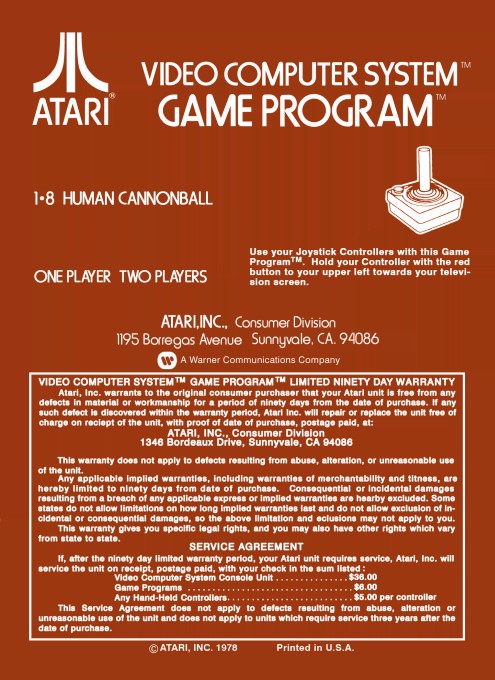 ATARI®
VIDEO COMPUTER SYSTEM™
GAME PROGRAM™
1•8 HUMAN CANNONBALL
Use your Joystick Controllers with this Game
Program™. Hold your Controller with the red
button to your upper left towards your televi-
sion screen.
ONE PLAYER TWO PLAYERS
ATARI,INC., Consumer Division
1195 Borregas Avenue Sunnyvale, CA. 94086
A Warner Communications Company
VIDEO COMPUTER SYSTEM™ GAME PROGRAM™ LIMITED NINETY DAY WARRANTY
Atari, Inc. warrants to the original consumer purchaser that your Atari unit is free from any
defects in material or workmanship for a period of ninety days from the date of purchase. If any
such defect is discovered within the warranty period, Atari Inc. will repair or replace the unit free of
charge on reciept of the unit, with proof of date of purchase, postage paid, at:
ATARI, INC., Consumer Division
1346 Bordeaux Drive, Sunnyvale, CA 94086
This warranty does not apply to defects resulting from abuse, alteration, or unreasonable use
of the unit.
Any applicable implied warranties, including warranties of merchantability and titness, are
hereby limited to ninety days from date of purchase. Consequential or incidental damages
resulting from a breach of any applicable express or implied warranties are hearby excluded. Some
states do not allow limitations on how long implied warranties last and do not allow exclusion of in-
cidental or consequential damages, so the above limitation and eclusions may not apply to you.
This warranty gives you specific legal rights, and you may also have other rights which vary
from state to state.
SERVICE AGREEMENT
If, after the ninety day limited warranty period, your Atari unit requires service, Atari, Inc. will
service the unit on receipt, postage paid, with your check in the sum listed :
Video Computer System Console Unit . . . . . . . . . . . . . . . $36.00
Game Programs . . . . . . . . . . . . . . . . . . . . . . . . . . . . . . . . . $6.00
Any Hand-Held Controllers. . . . . . . . . . . . . . . . . . . . . . . . . $5.00 per controller
This Service Agreement does not apply to defects resulting from abuse, alteration or
unreasonable use of the unit and does not apply to units which require service three years after the
date of purchase.
© ATARI, INC. 1978 Printed in U.S.A.